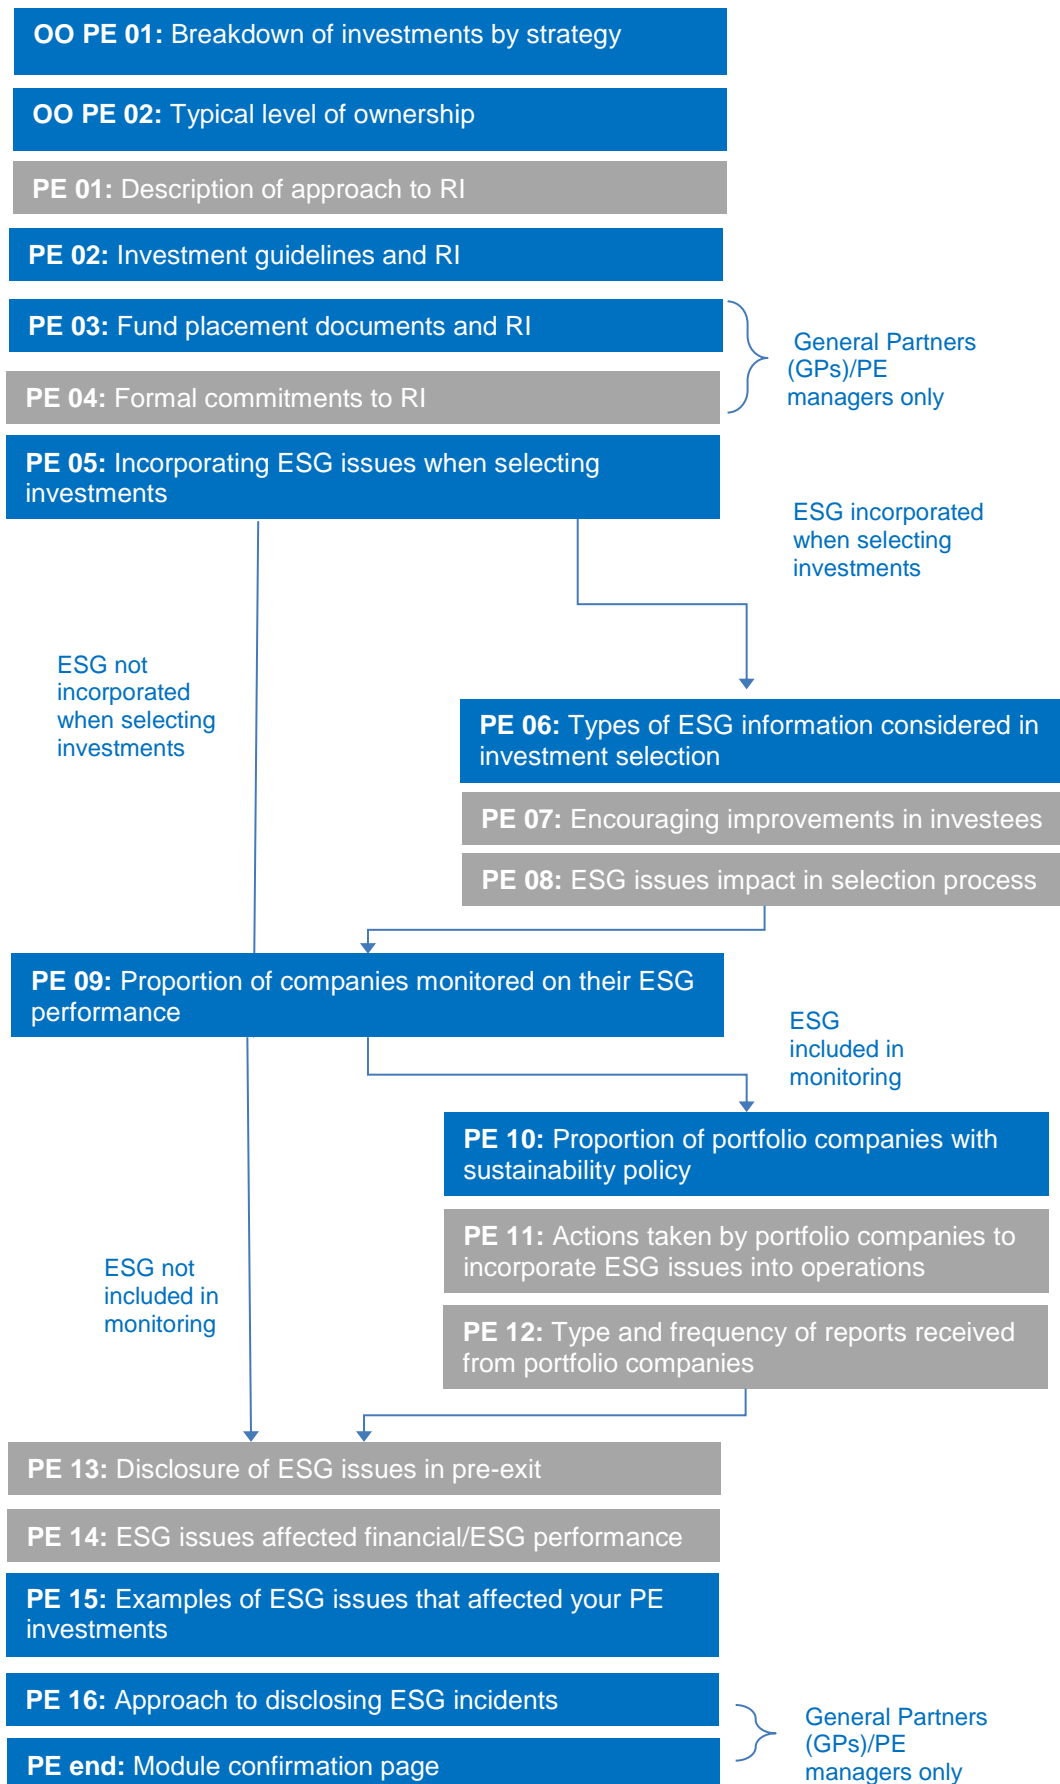 OO PE 01: Breakdown of investments by strategy
OO PE 02: Typical level of ownership
PE 01: Description of approach to RI
PE 02: Investment guidelines and RI
PE 03: Fund placement documents and RI
General Partners
(GPs)/PE
managers only
PE 04: Formal commitments to RI
PE 05: Incorporating ESG issues when selecting
investments
ESG incorporated
when selecting
investments
ESG not
incorporated
when selecting
investments
PE 06: Types of ESG information considered in
investment selection
PE 07: Encouraging improvements in investees
PE 08: ESG issues impact in selection process
PE 09: Proportion of companies monitored on their ESG
performance
ESG
included in
monitoring
PE 10: Proportion of portfolio companies with
sustainability policy
PE 11: Actions taken by portfolio companies to
incorporate ESG issues into operations
ESG not
included in
monitoring
PE 12: Type and frequency of reports received
from portfolio companies
PE 13: Disclosure of ESG issues in pre-exit
PE 14: ESG issues affected financial/ESG performance
PE 15: Examples of ESG issues that affected your PE
investments
PE 16: Approach to disclosing ESG incidents
General Partners
(GPs)/PE
managers only
PE end: Module confirmation page